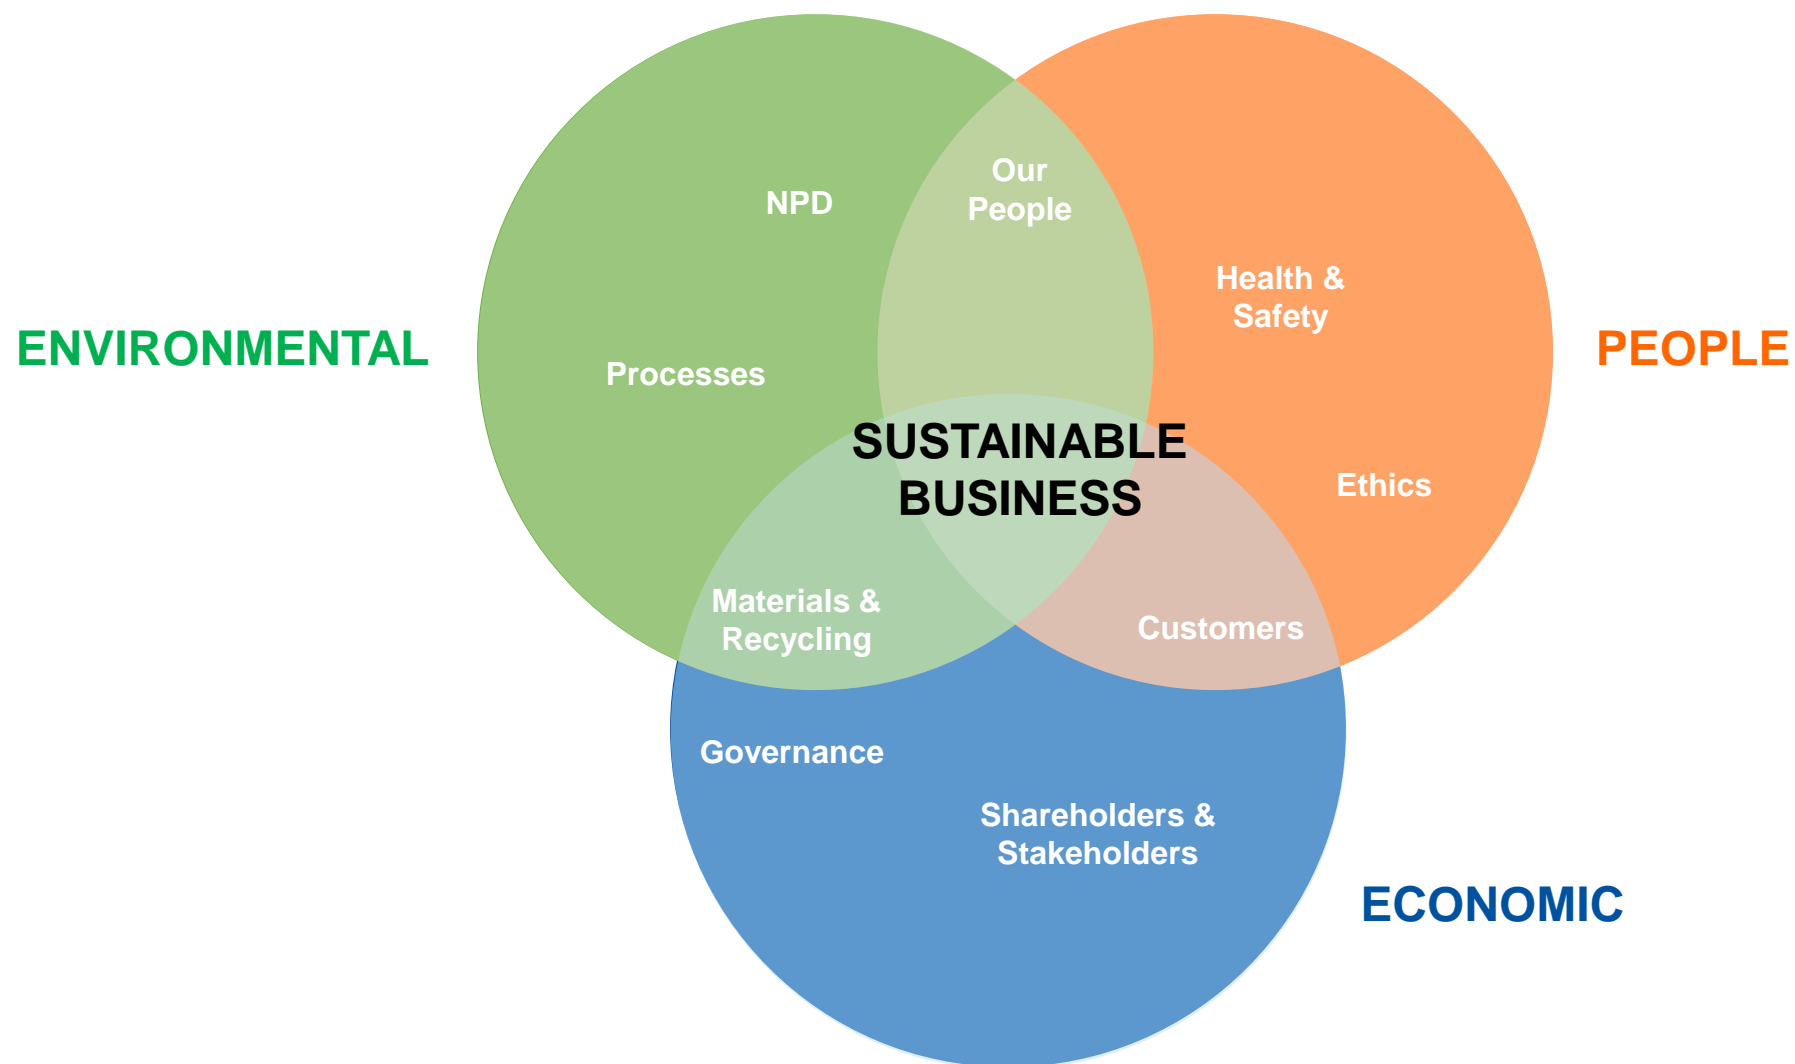 Our
People
NPD
Health &
Safety
ENVIRONMENTAL
PEOPLE
Processes
SUSTAINABLE
BUSINESS
Ethics
Materials &
Recycling
Customers
Governance
Shareholders &
Stakeholders
ECONOMIC